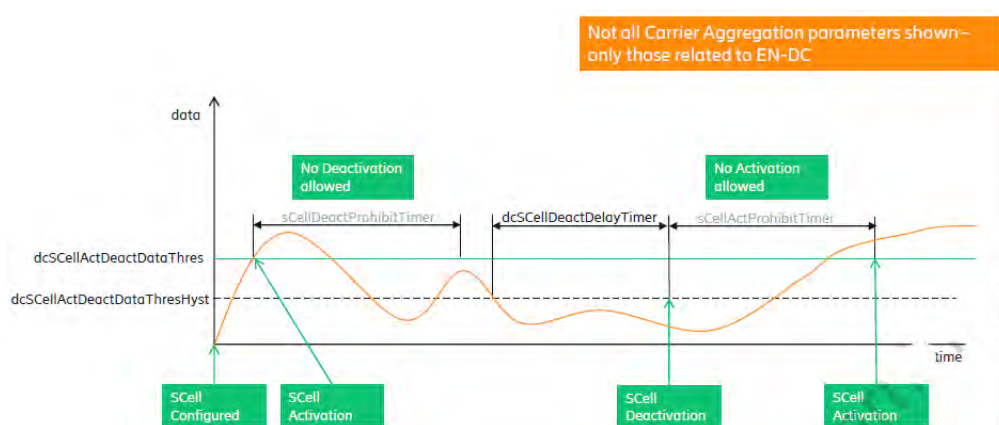 Not all Carrier Aggregation parameters shown –
only those related to EN-DC
data
No Deactivation
allowed
No Activation
allowed
sCellDeactProhibitTimer
dcSCellDeactDelayTimer
sCellActProhibitTimer
dcSCellActDeactDataThres
dcSCellActDeactDataThresHyst
time
SCell
Configured
SCell
Activation
SCell
Deactivation
SCell
Activation